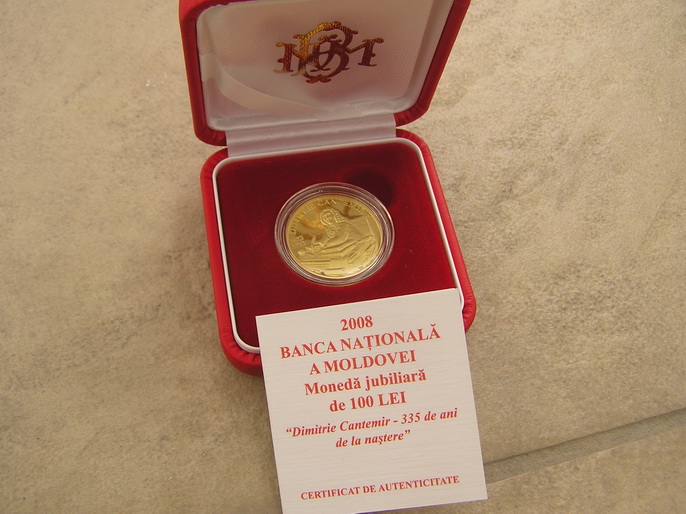 2008
BANCA NAȚIONALĂ
A MOLDOVEI
Monedă jubiliară
de 100 LEI
“Dimitrie Cantemir - 335 de ani
de la naștere”
CERTIFICAT DE AUTENTICITATE